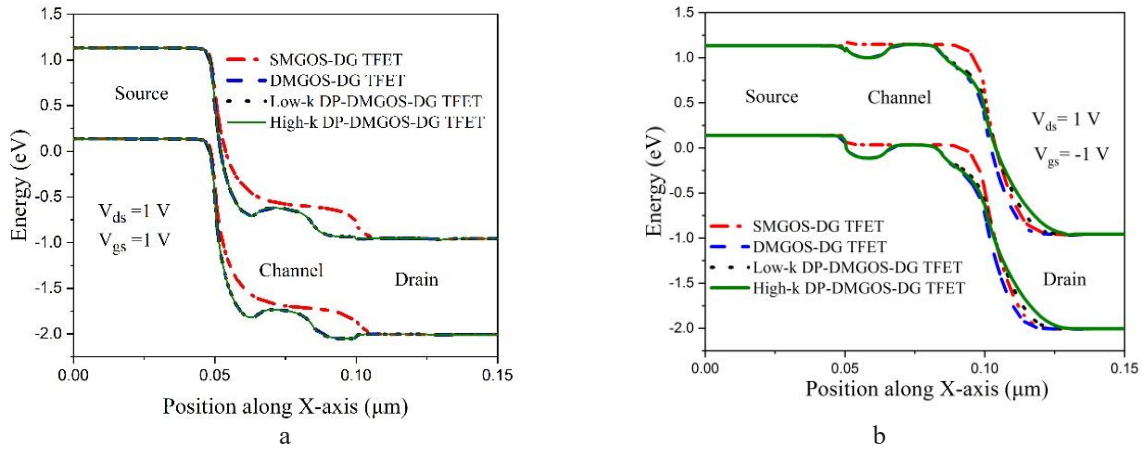 1.5
1.0
0.5
0.0
-0.5
-1.0
-1.5
-2.0
Energy (eV)
SMGOS-DG TFET
DMGOS-DG TFET
Low-k DP-DMGOS-DG TFET
High-k DP-DMGOS-DG TFET
Source
Vds =1 V
Vgs =1 V
Channel
Drain
0.00 0.05 0.10 0.15
Position along X-axis (μm)
a
1.5
1.0
0.5
0.0
-0.5
-1.0
-1.5
-2.0
Energy (eV)
Source
Channel
Vds= 1 V
Vgs= -1 V
SMGOS-DG TFET
DMGOS-DG TFET
Low-k DP-DMGOS-DG TFET
High-k DP-DMGOS-DG TFET
Drain
0.00 0.05 0.10 0.15
Position along X-axis (μm)
b